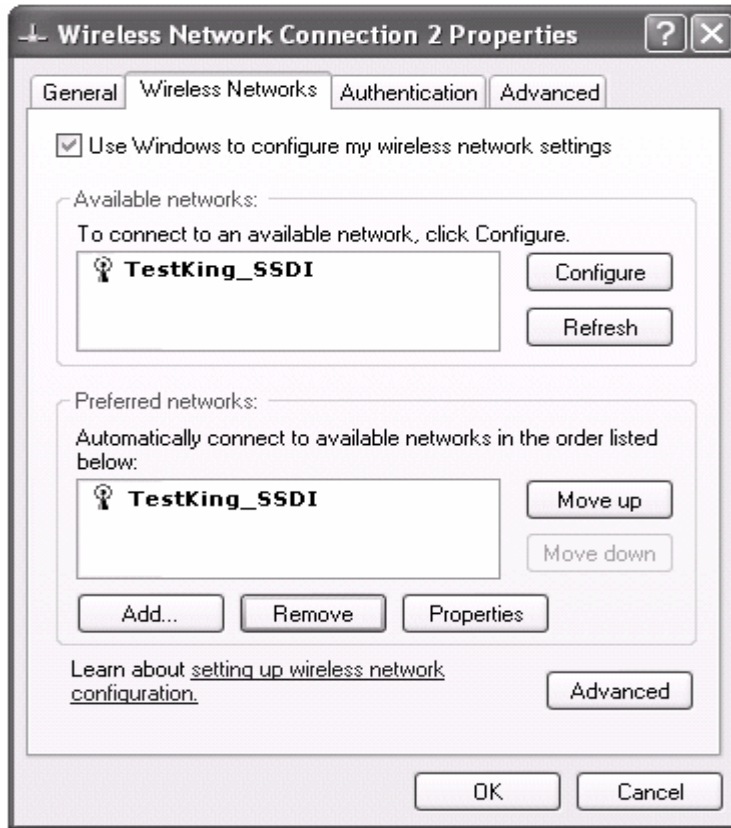 Wireless Network Connection 2 Properties
General Wireless Networks Authentication Advanced
Use Windows to configure my wireless network settings
Available networks:
To connect to an available network, click Configure.
TestKing_SSDI
Configure
Refresh
Preferred networks:
Automatically connect to available networks in the order listed
below:
TestKing_SSDI
Move up
Move down
Add... Remove Properties
Learn about setting up wireless network
configuration.
Advanced
OK Cancel